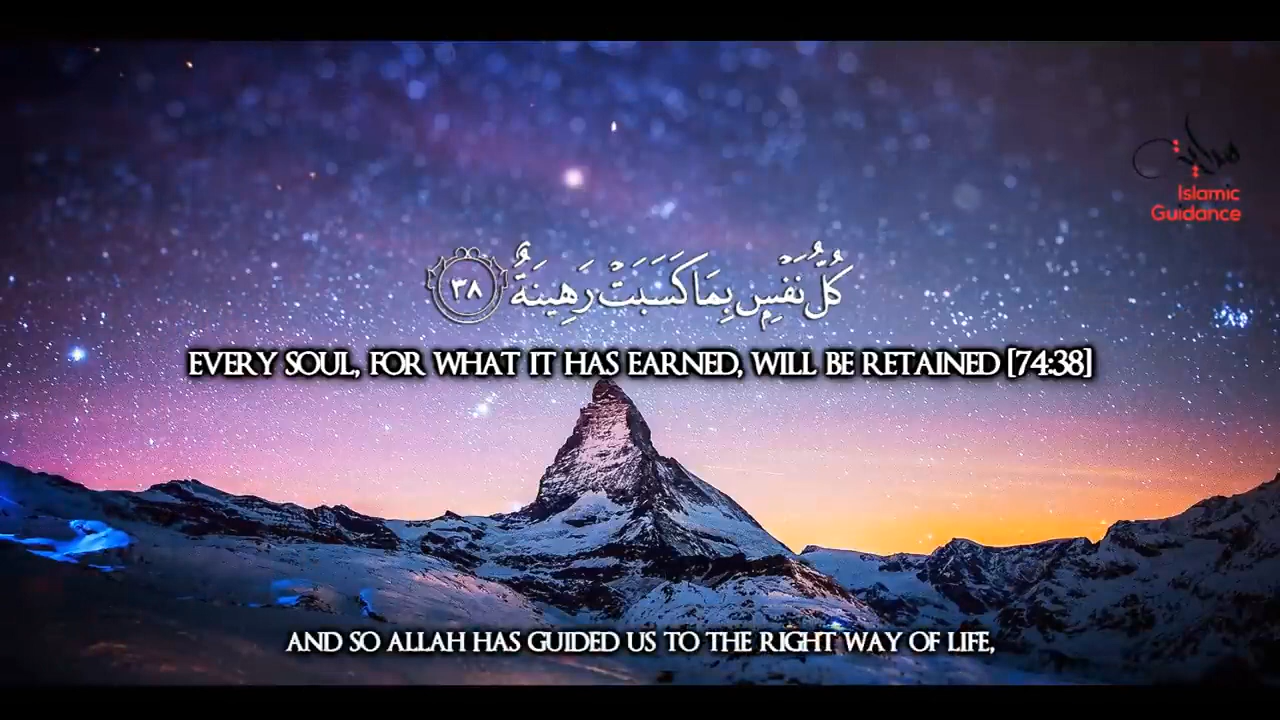 هداية
Islamic
Guidance
كُلُّ نَفْسٍ بِمَا كَسَبَتْ رَهِينَةٌ ٣٨
EVERY SOUL, FOR WHAT IT HAS EARNED, WILL BE RETAINED [74:38]
AND SO ALLAH HAS GUIDED US TO THE RIGHT WAY OF LIFE,